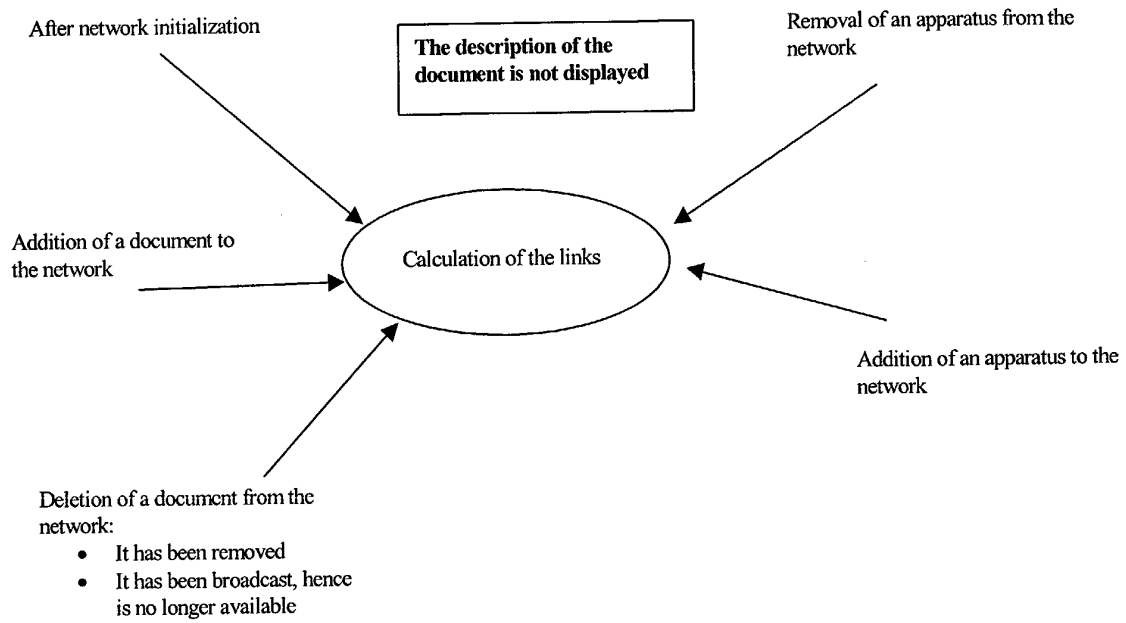 After network initialization
The description of the
document is not displayed
Removal of an apparatus from the
network
Addition of a document to
the network
Calculation of the links
Addition of an apparatus to the
network
Deletion of a document from the
network:
• It has been removed
• It has been broadcast, hence
is no longer available